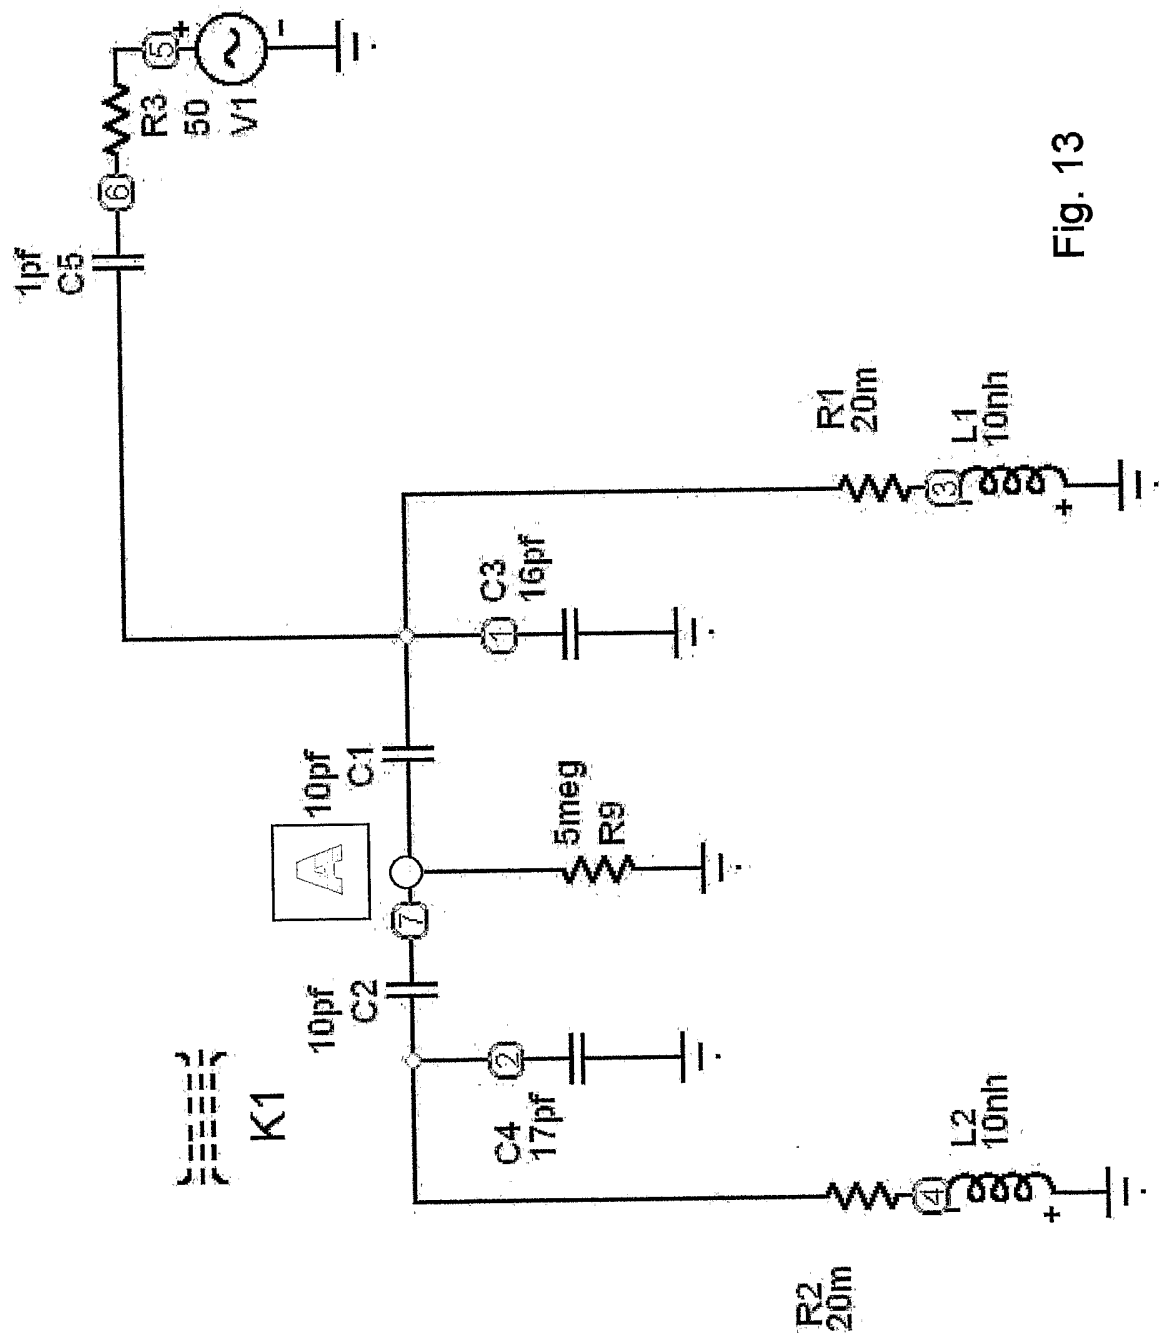 1pf
C5
6
R3
50
V1
5
+
-
10pf
C1
A
7
10pf
C2
K1
C3
16pf
1
5meg
R9
C4
17pf
2
R1
20m
3
L1
10nh
-
+
R2
20m
4
L2
10nh
-
+
Fig. 13